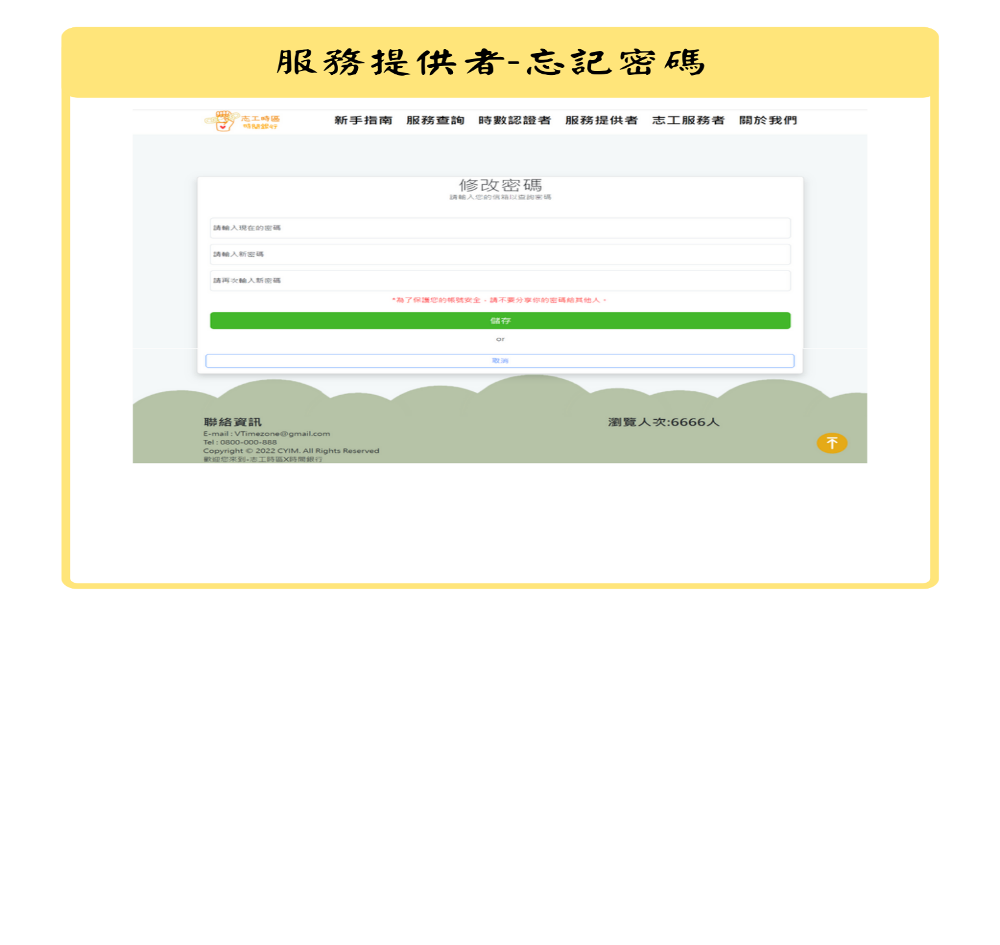 服務提供者-忘記密碼
志工時區
時間銀行
新手指南 服務查詢 時數認證者 服務提供者 志工服務者 關於我們
修改密碼
請輸入您的信箱以查詢密碼
請輸入現在的密碼
請輸入新密碼
請再次輸入新密碼
*為了保護您的帳號安全，請不要分享你的密碼給其他人。
儲存
or
取消
聯絡資訊
瀏覽人次:6666人
E-mail : VTimezone@gmail.com
Tel : 0800-000-888
Copyright © 2022 CYIM. All Rights Reserved
歡迎您來到-志工時區X時間銀行